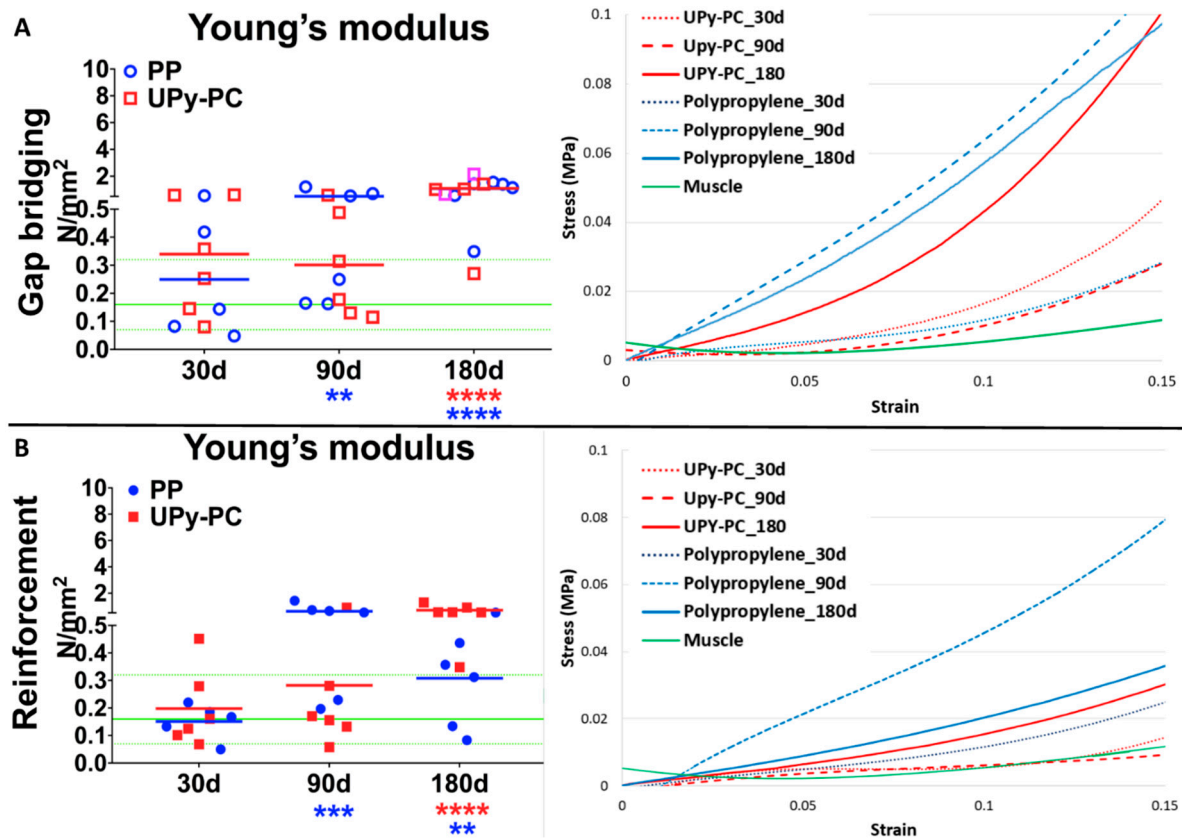 A
Young's modulus
Gap bridging
N/mm²
PP
UPy-PC
10
8
6
4
2
0.5
0.4
0.3
0.2
0.1
0.0
30d
90d
180d
**
****
****
Stress (MPa)
0.1
0.08
0.06
0.04
0.02
0
UPy-PC_30d
Upy-PC_90d
UPY-PC_180
Polypropylene_30d
Polypropylene_90d
Polypropylene_180d
Muscle
0
0.05
0.1
0.15
Strain
B
Young's modulus
Reinforcement
N/mm²
PP
UPy-PC
10
8
6
4
2
0.5
0.4
0.3
0.2
0.1
0.0
30d
90d
180d
***
****
**
Stress (MPa)
0.1
0.08
0.06
0.04
0.02
0
UPy-PC_30d
Upy-PC_90d
UPY-PC_180
Polypropylene_30d
Polypropylene_90d
Polypropylene_180d
Muscle
0
0.05
0.1
0.15
Strain